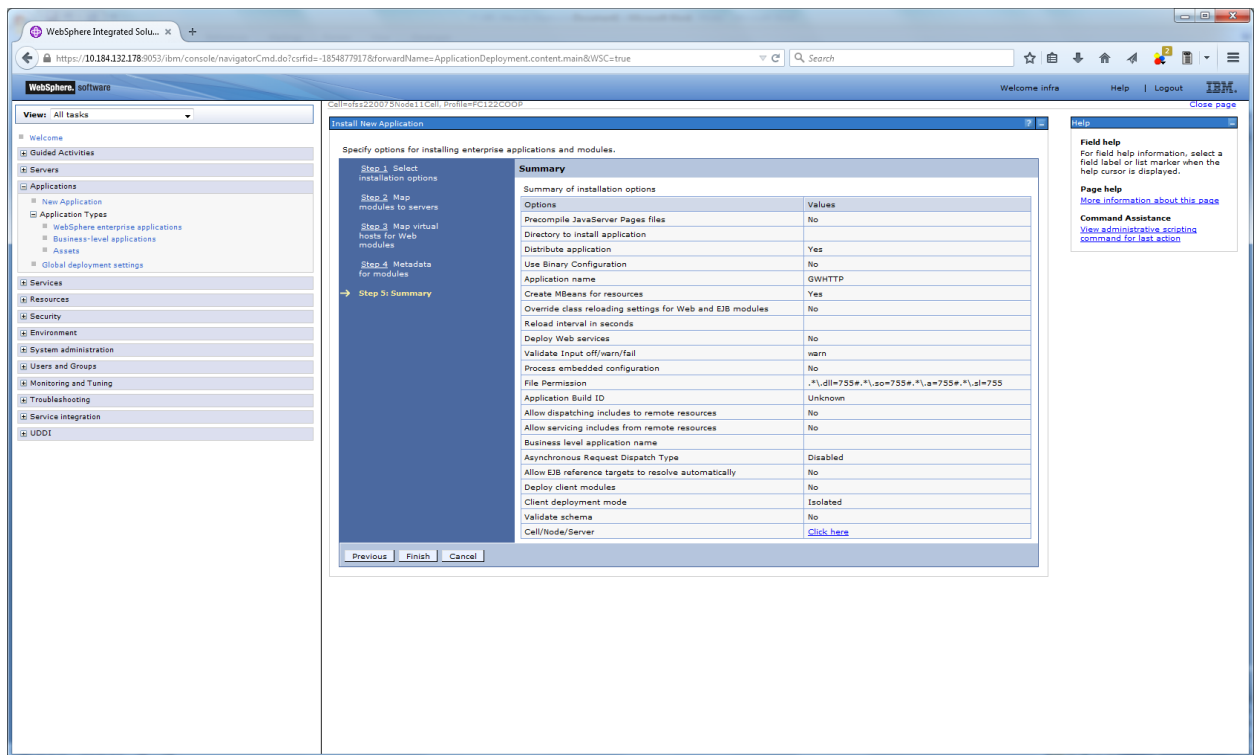 WebSphere Integrated Solu... × +
https://10.184.132.178:9053/ibm/console/navigatorCmd.do?csrfid=-1854877917&forwardName=ApplicationDeployment.content.main&WSC=true
Search
2
WebSphere. software
Welcome infra
Help | Logout
IBM.
View: All tasks
Welcome
Guided Activities
Servers
Applications
New Application
Application Types
WebSphere enterprise applications
Business-level applications
Assets
Global deployment settings
Services
Resources
Security
Environment
System administration
Users and Groups
Monitoring and Tuning
Troubleshooting
Service integration
UDDI
Cell=ofss220075Node11Cell, Profile=FC122COOP
Close page
Install New Application
Specify options for installing enterprise applications and modules.
Step 1 Select
installation options
Step 2 Map
modules to servers
Step 3 Map virtual
hosts for Web
modules
Step 4 Metadata
for modules
Step 5: Summary
Summary
Summary of installation options
Options Values
Precompile JavaServer Pages files No
Directory to install application
Distribute application Yes
Use Binary Configuration No
Application name GWHTTP
Create MBeans for resources Yes
Override class reloading settings for Web and EJB modules No
Reload interval in seconds
Deploy Web services No
Validate Input off/warn/fail warn
Process embedded configuration No
File Permission .*\.dll=755#.*\.so=755#.*\.a=755#.*\.sl=755
Application Build ID Unknown
Allow dispatching includes to remote resources No
Allow servicing includes from remote resources No
Business level application name
Asynchronous Request Dispatch Type Disabled
Allow EJB reference targets to resolve automatically No
Deploy client modules No
Client deployment mode Isolated
Validate schema No
Cell/Node/Server Click here
Previous Finish Cancel
Help
Field help
For field help information, select a
field label or list marker when the
help cursor is displayed.
Page help
More information about this page
Command Assistance
View administrative scripting
command for last action